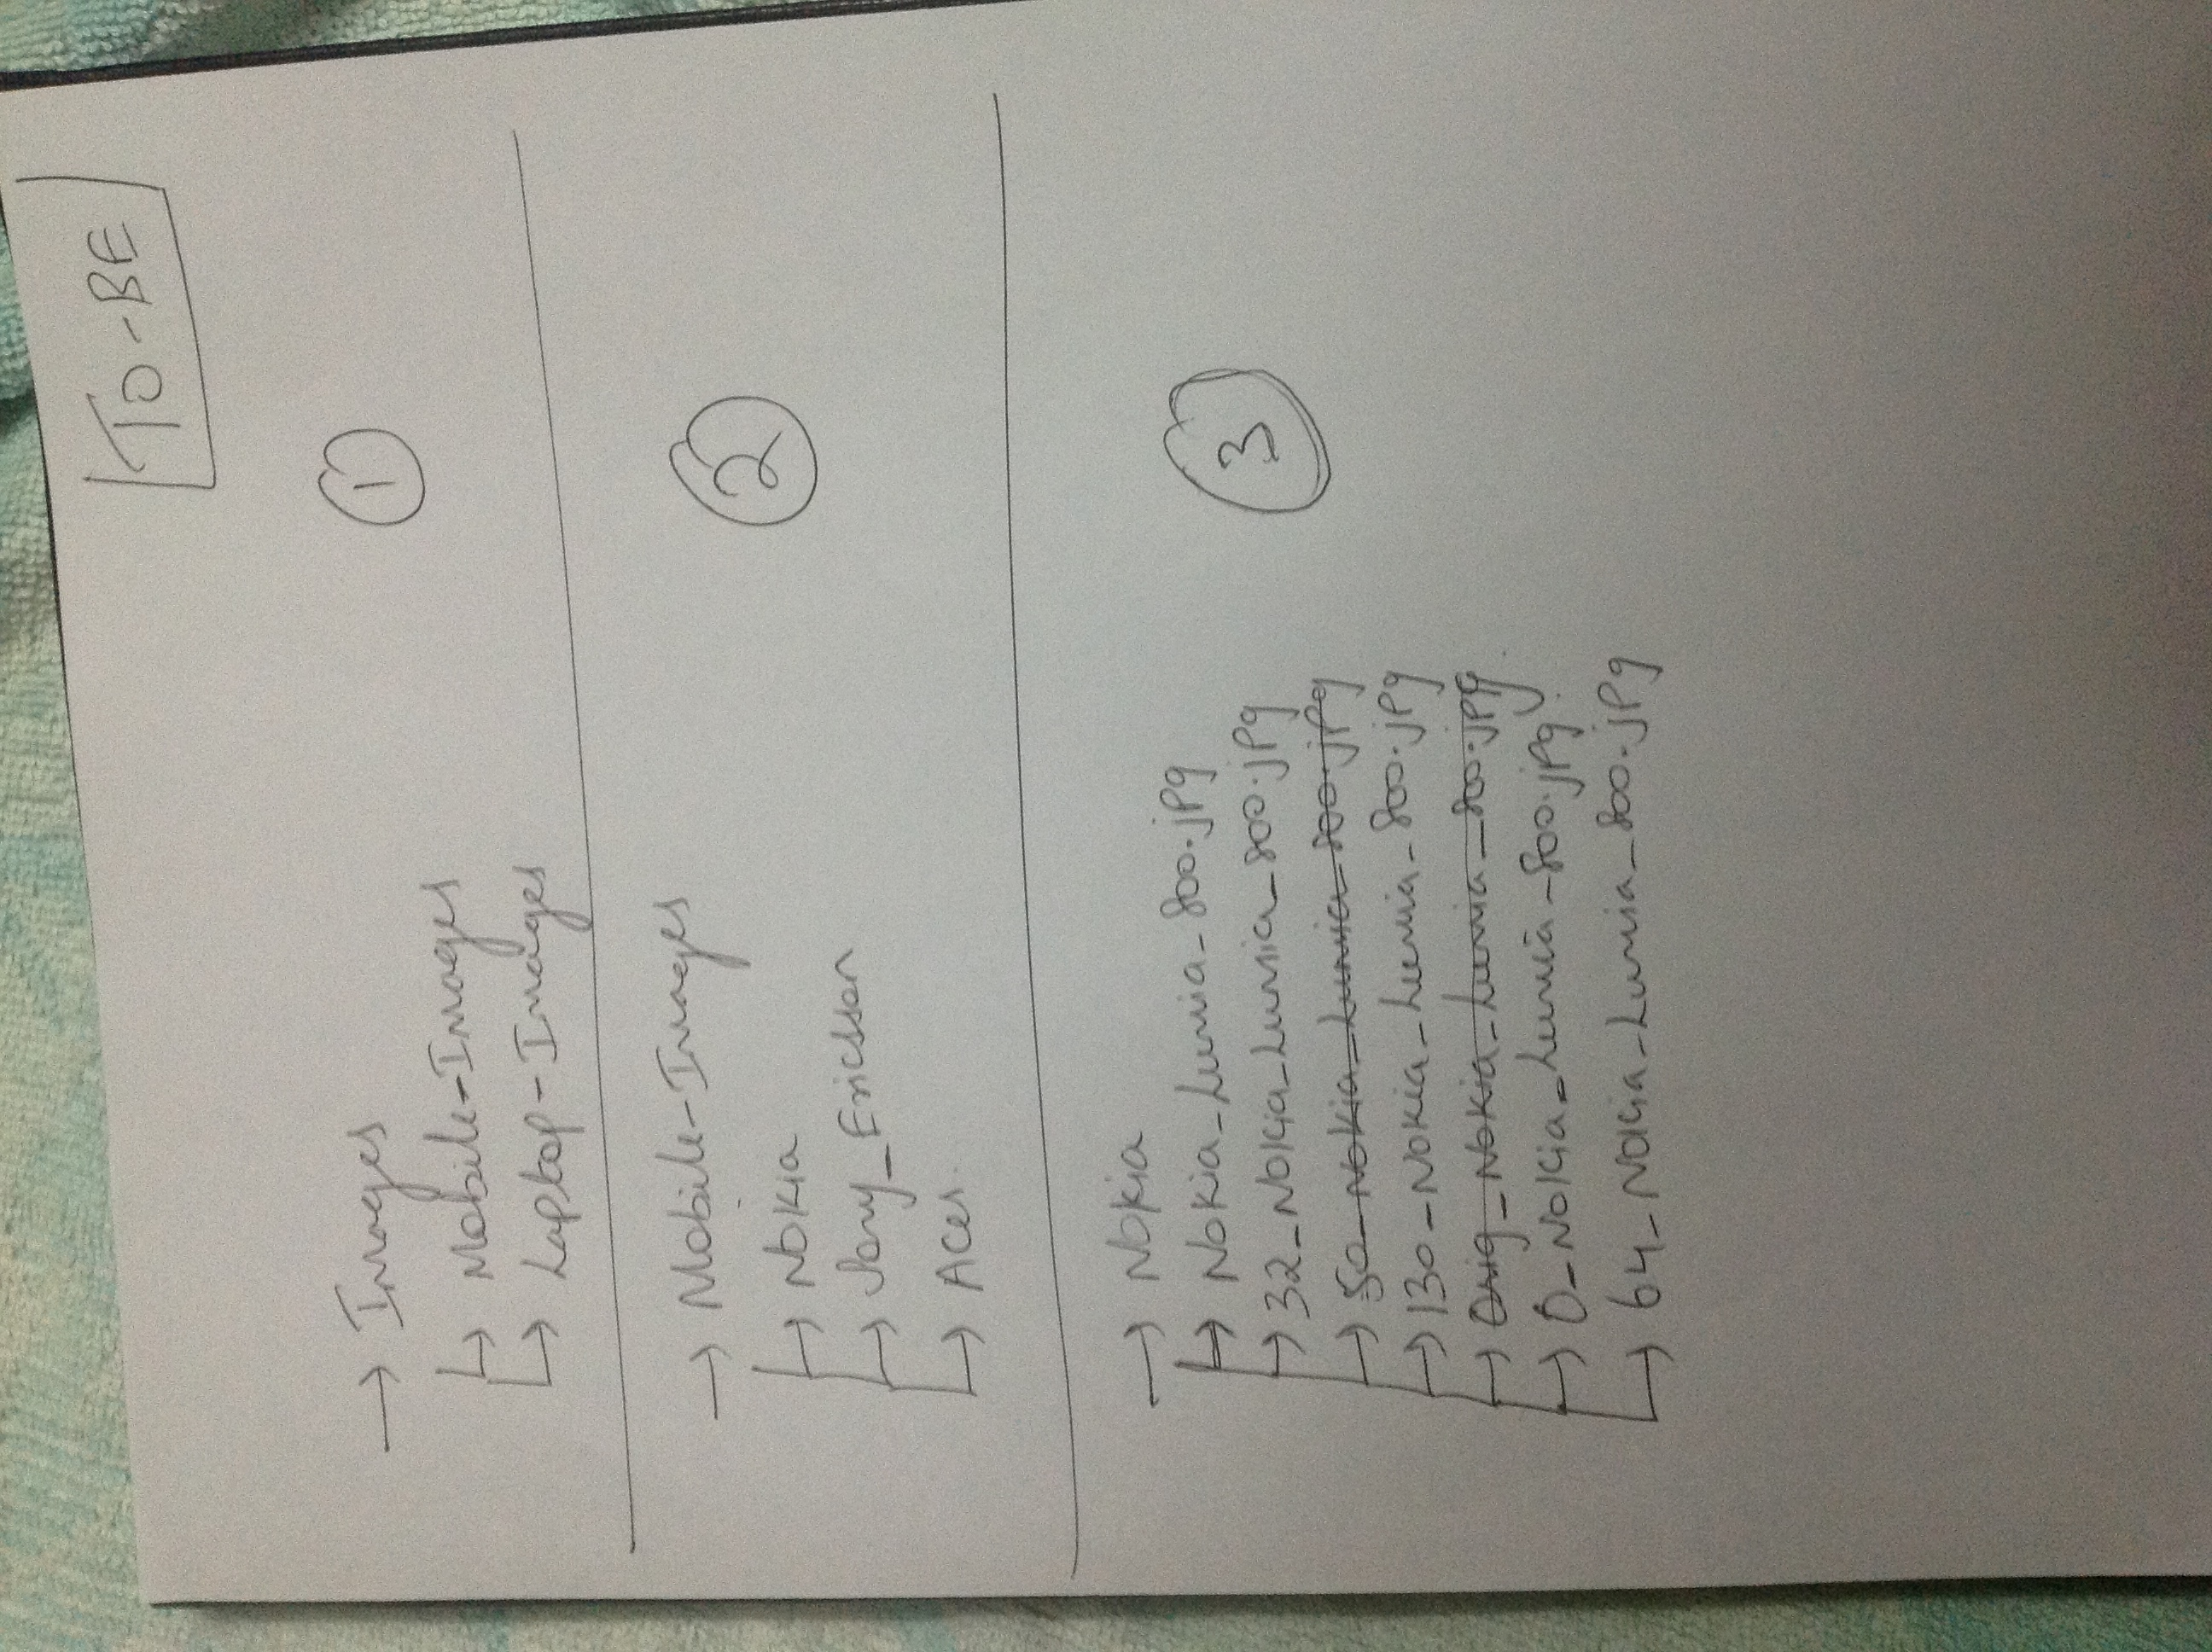 TO-BE
→ Images
→ Mobile-Images
→ Laptop-Images
1
→ Mobile-Images
→ Nokia
→ Sony_Ericsson
→ Acer
2
→ Nokia
→ Nokia_Lumia_800.jpg
→ 32_Nokia_Lumia_800.jpg
→ 50_Nokia_Lumia_800.jpg
→ 130_Nokia_Lumia_800.jpg
→ Orig_Nokia_Lumia_800.jpg
→ O_Nokia_Lumia_800.jpg
→ 64_Nokia_Lumia_800.jpg
3